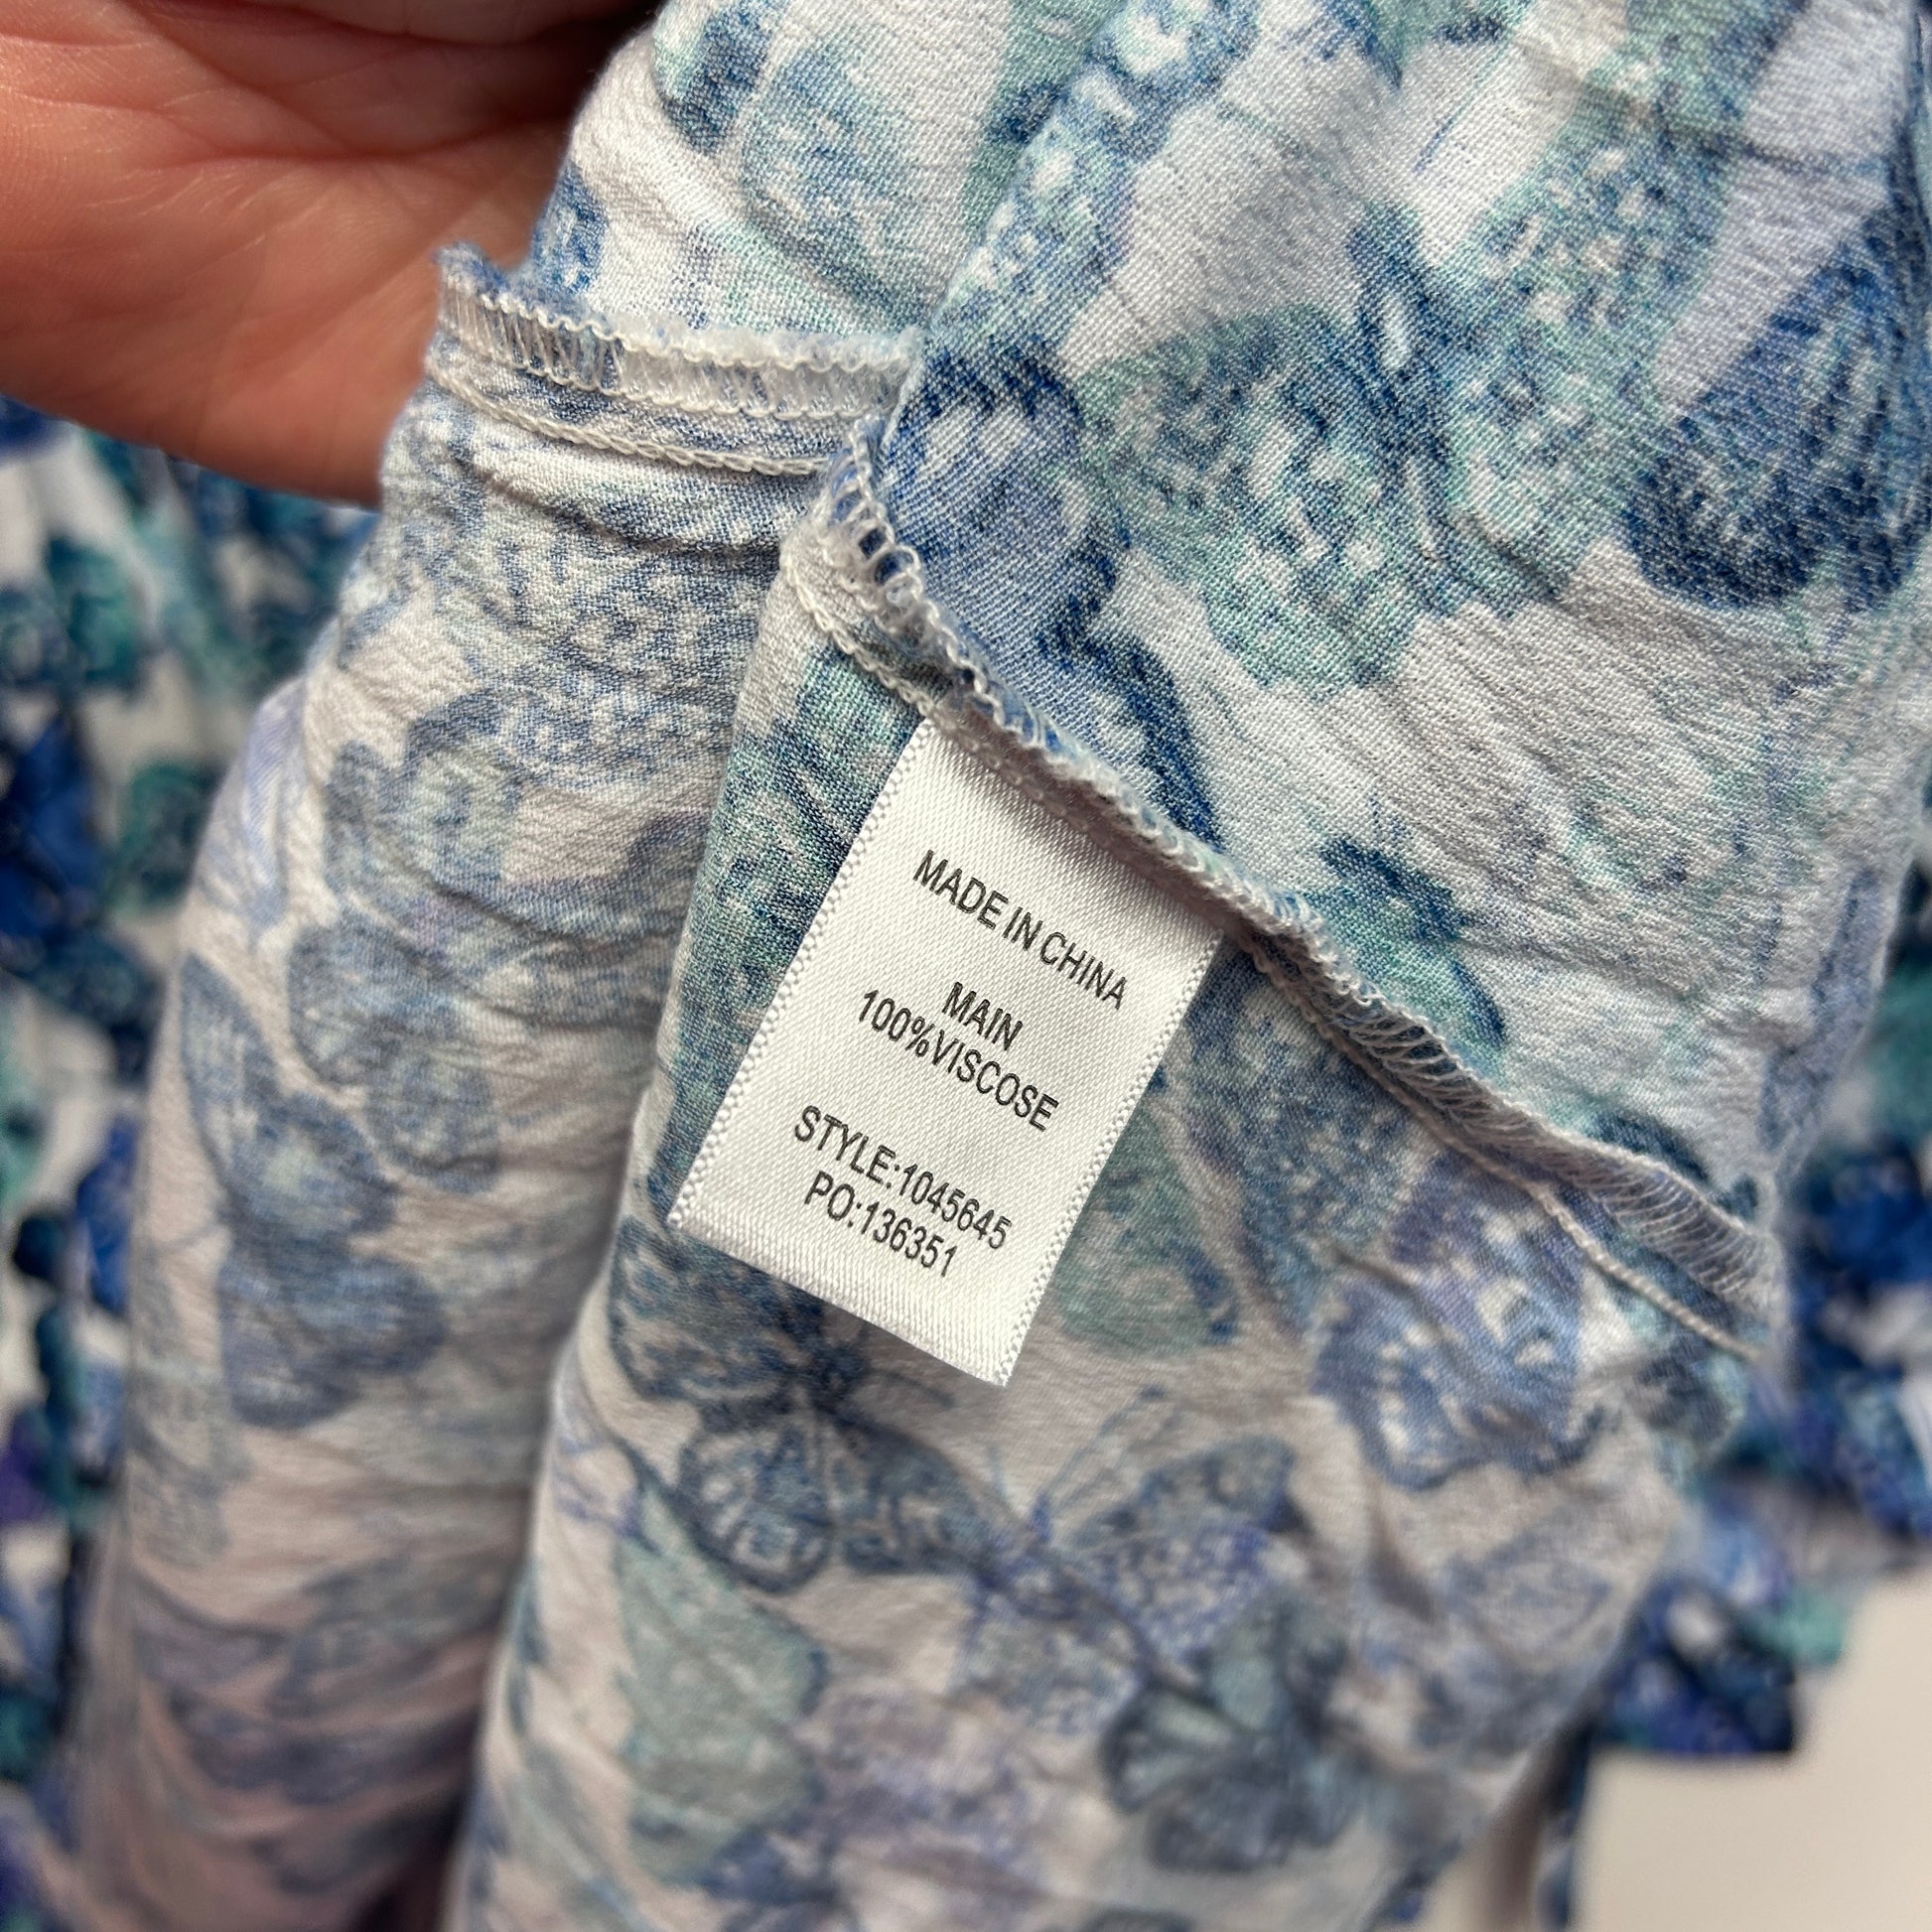 MADE IN CHINA
MAIN
100%VISCOSE
STYLE:1045645
PO:136351